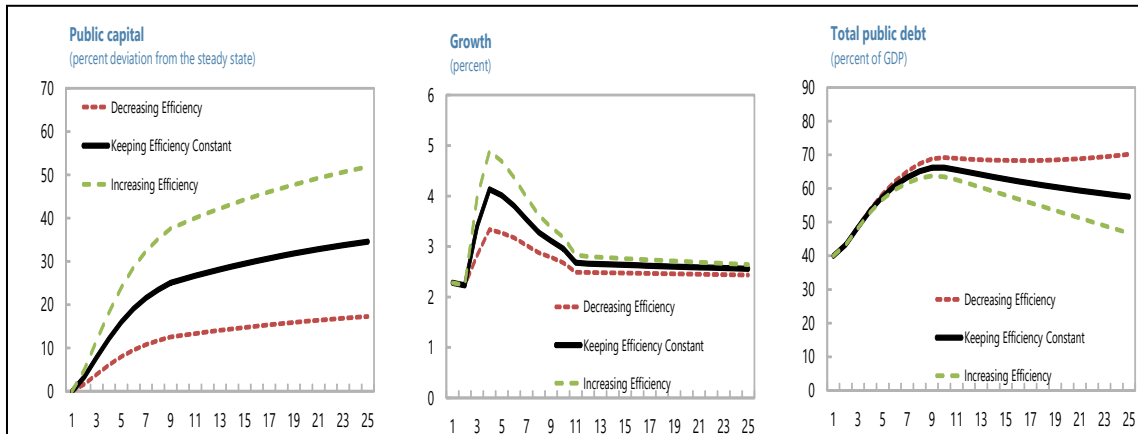 Public capital
(percent deviation from the steady state)
70
60
50
40
30
20
10
0
Decreasing Efficiency
Keeping Efficiency Constant
Increasing Efficiency
1 3 5 7 9 11 13 15 17 19 21 23 25
Growth
(percent)
6
5
4
3
2
1
0
Decreasing Efficiency
Keeping Efficiency Constant
Increasing Efficiency
1 3 5 7 9 11 13 15 17 19 21 23 25
Total public debt
(percent of GDP)
90
80
70
60
50
40
30
20
10
0
Decreasing Efficiency
Keeping Efficiency Constant
Increasing Efficiency
1 3 5 7 9 11 13 15 17 19 21 23 25